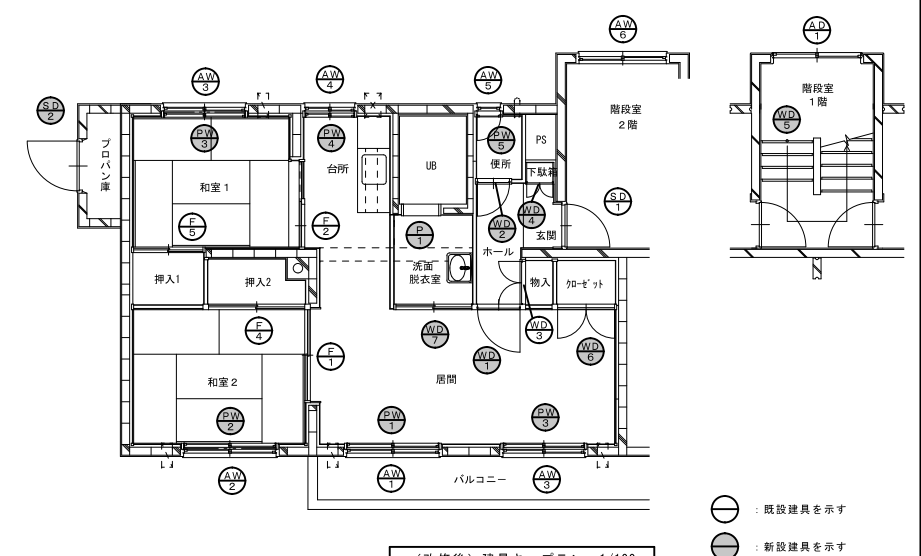 AW
6
AD
1
AW
3
AW
4
AW
5
階段室
1階
SD
2
階段室
2階
WD
5
PW
3
PW
4
PW
5
PS
プロパン庫
台所
UB
便所
下駄箱
和室1
SD
1
F
5
F
2
P
1
WD
2
WD
4
玄関
ホール
洗面
脱衣室
押入1
押入2
物入
クローゼット
F
4
WD
7
WD
3
F
1
WD
1
WD
6
和室2
居間
PW
2
PW
1
PW
3
AW
2
AW
1
バルコニー
AW
3
：既設建具を示す
：新設建具を示す